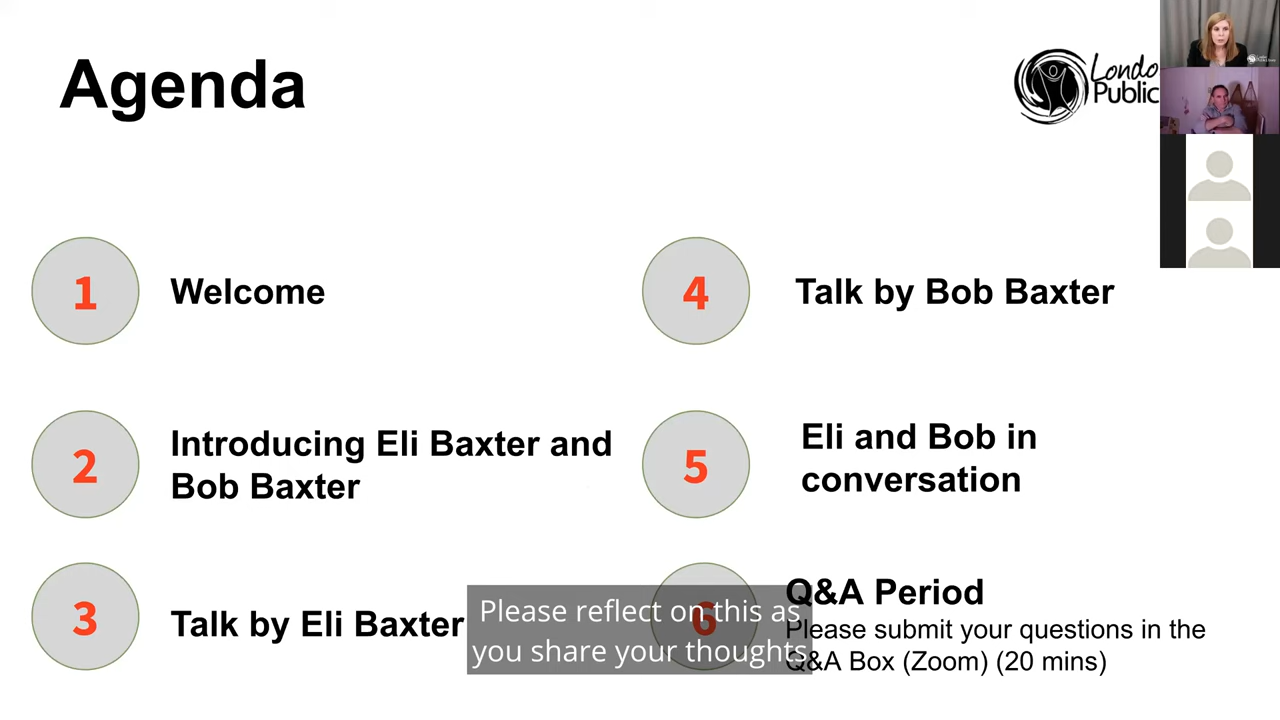 Agenda
Londo
Public
1
Welcome
2
Introducing Eli Baxter and
Bob Baxter
3
Talk by Eli Baxter
4
Talk by Bob Baxter
5
Eli and Bob in
conversation
6
Q&A Period
Please submit your questions in the
Q&A Box (Zoom) (20 mins)
Please reflect on this as
you share your thoughts